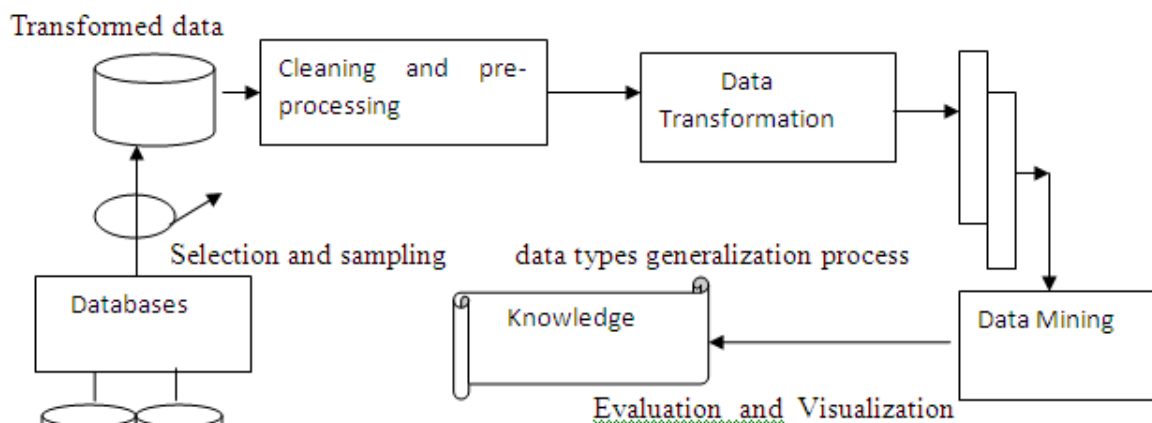 Transformed data
Cleaning and pre-
processing
Data
Transformation
Selection and sampling
data types generalization process
Databases
Knowledge
Data Mining
Evaluation and Visualization